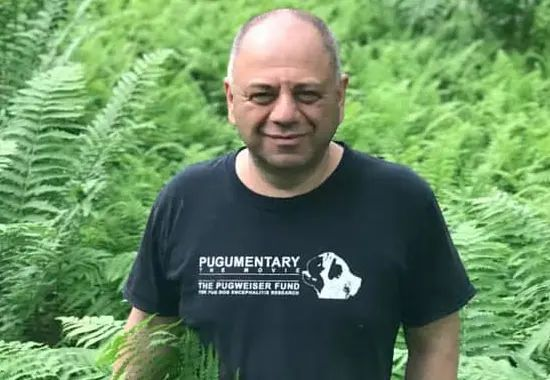 PUGUMENTARY
THE MOVIE
THE PUGWEISER FUND
FOR PUG DOG ENCEPHALITIS RESEARCH